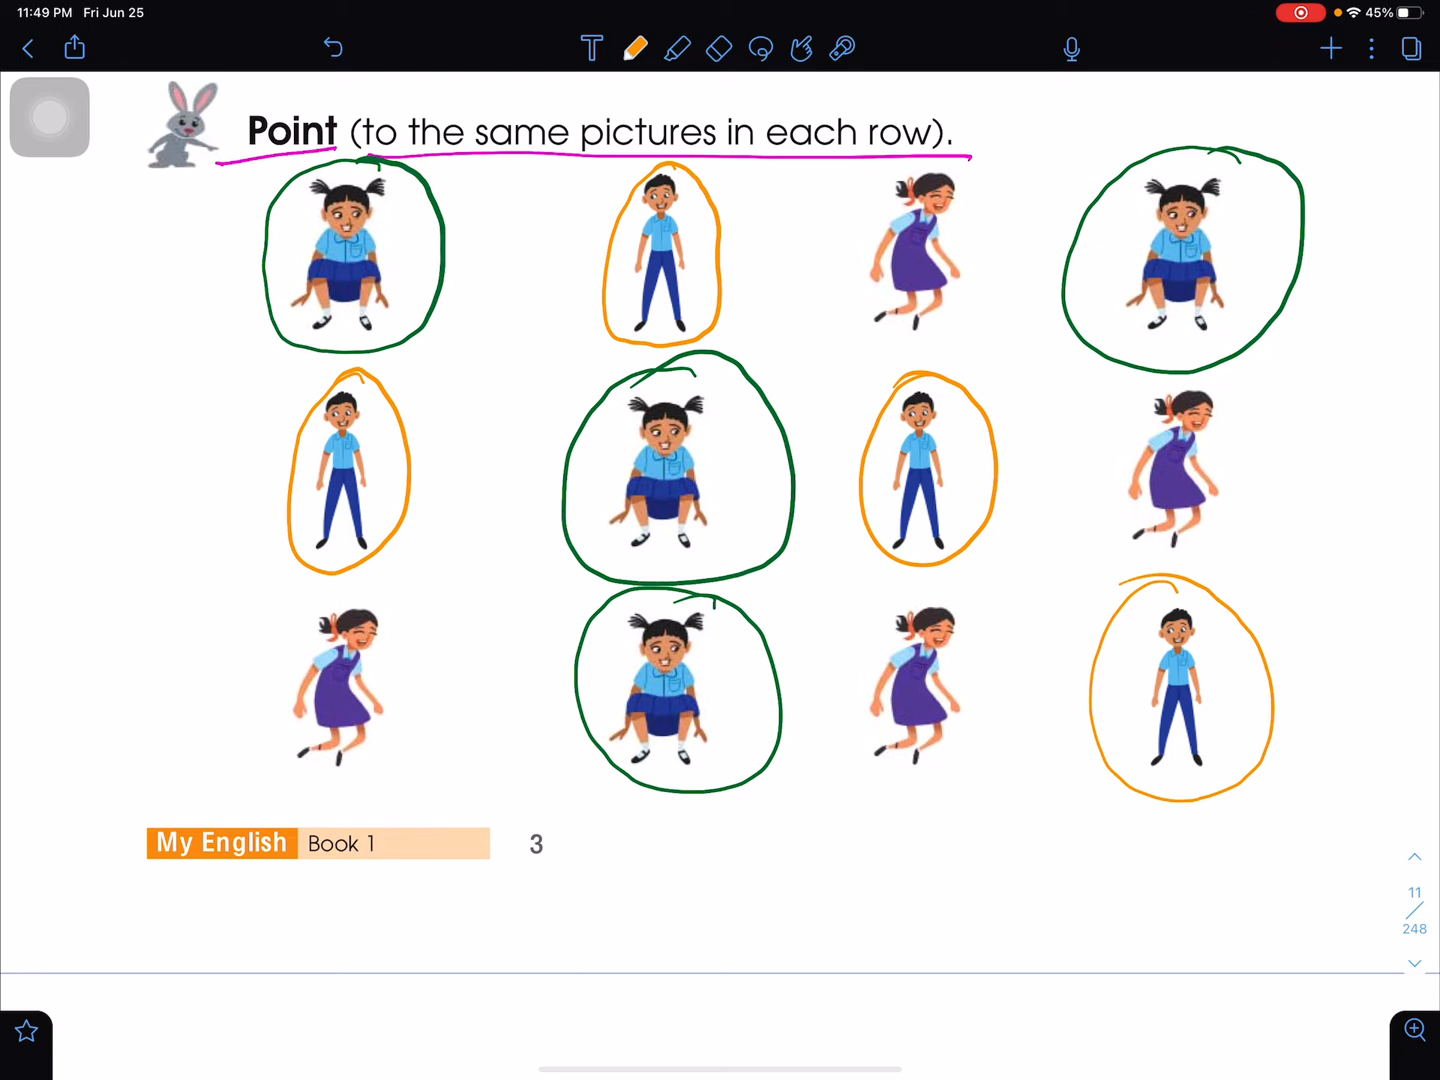 11:49 PM Fri Jun 25
45%
Point (to the same pictures in each row).
My English Book 1
3
11
248